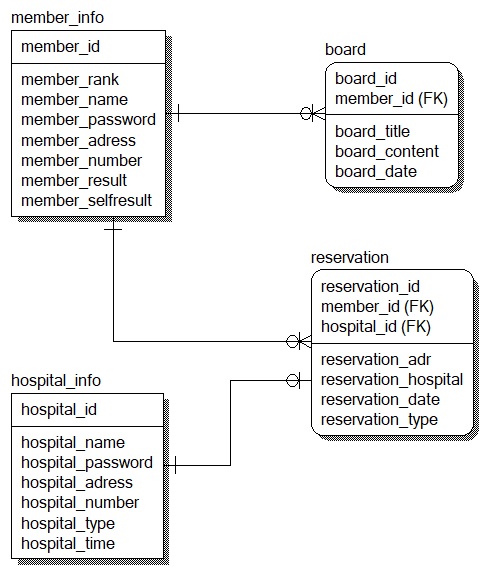 member_info
member_id
member_rank
member_name
member_password
member_adress
member_number
member_result
member_selfresult
board
board_id
member_id (FK)
board_title
board_content
board_date
reservation
reservation_id
member_id (FK)
hospital_id (FK)
reservation_adr
reservation_hospital
reservation_date
reservation_type
hospital_info
hospital_id
hospital_name
hospital_password
hospital_adress
hospital_number
hospital_type
hospital_time